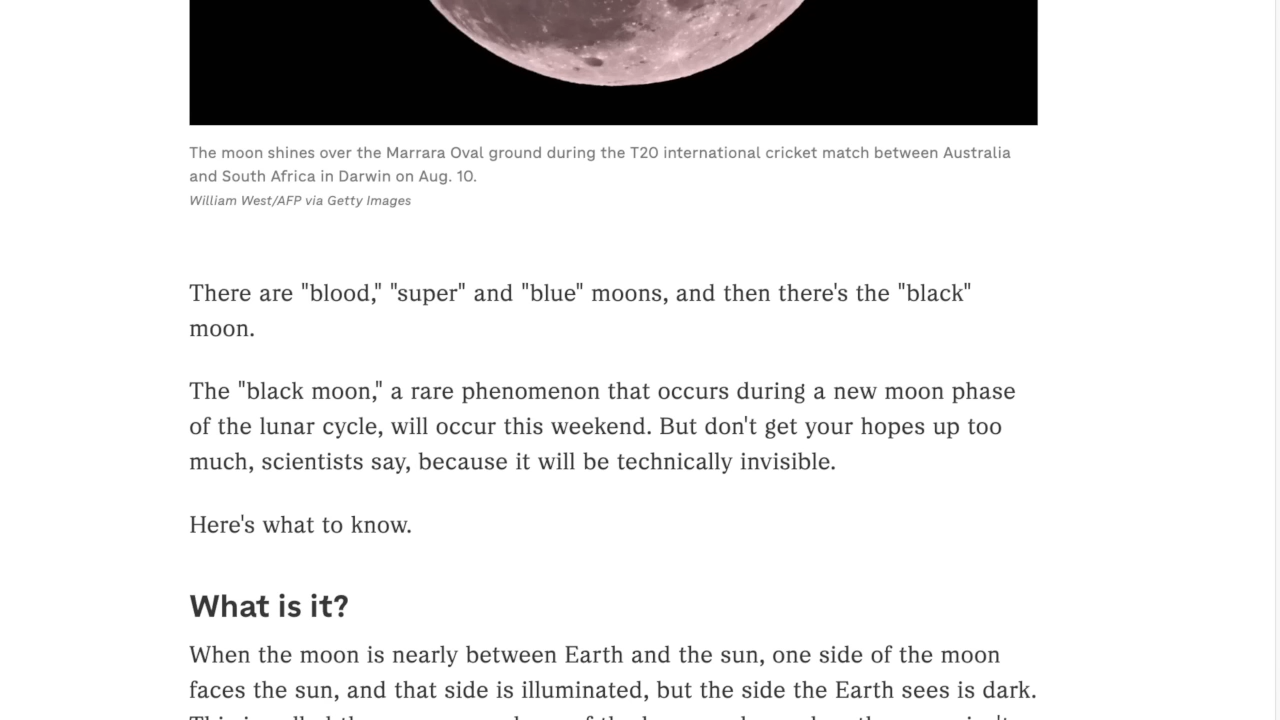 The moon shines over the Marrara Oval ground during the T20 international cricket match between Australia
and South Africa in Darwin on Aug. 10.
William West/AFP via Getty Images
There are "blood," "super" and "blue" moons, and then there's the "black"
moon.
The "black moon," a rare phenomenon that occurs during a new moon phase
of the lunar cycle, will occur this weekend. But don't get your hopes up too
much, scientists say, because it will be technically invisible.
Here's what to know.
What is it?
When the moon is nearly between Earth and the sun, one side of the moon
faces the sun, and that side is illuminated, but the side the Earth sees is dark.